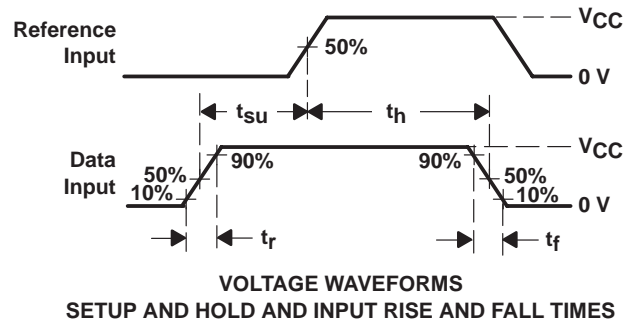 Reference
Input
VCC
50%
0 V
tsu
th
Data
Input
VCC
50%
10%
90%
90%
50%
10%
0 V
tr
tf
VOLTAGE WAVEFORMS
SETUP AND HOLD AND INPUT RISE AND FALL TIMES